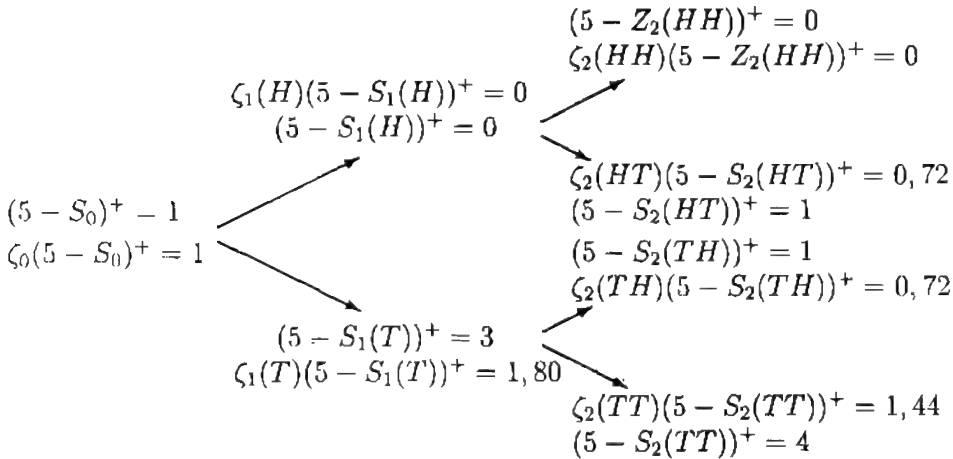 (5 − Z₂(HH))⁺ = 0
ζ₂(HH)(5 − Z₂(HH))⁺ = 0
ζ₁(H)(5 − S₁(H))⁺ = 0
(5 − S₁(H))⁺ = 0
ζ₂(HT)(5 − S₂(HT))⁺ = 0, 72
(5 − S₂(HT))⁺ = 1
(5 − S₀)⁺ − 1
ζ₀(5 − S₀)⁺ = 1
(5 − S₂(TH))⁺ = 1
ζ₂(TH)(5 − S₂(TH))⁺ = 0, 72
(5 − S₁(T))⁺ = 3
ζ₁(T)(5 − S₁(T))⁺ = 1, 80
ζ₂(TT)(5 − S₂(TT))⁺ = 1, 44
(5 − S₂(TT))⁺ = 4